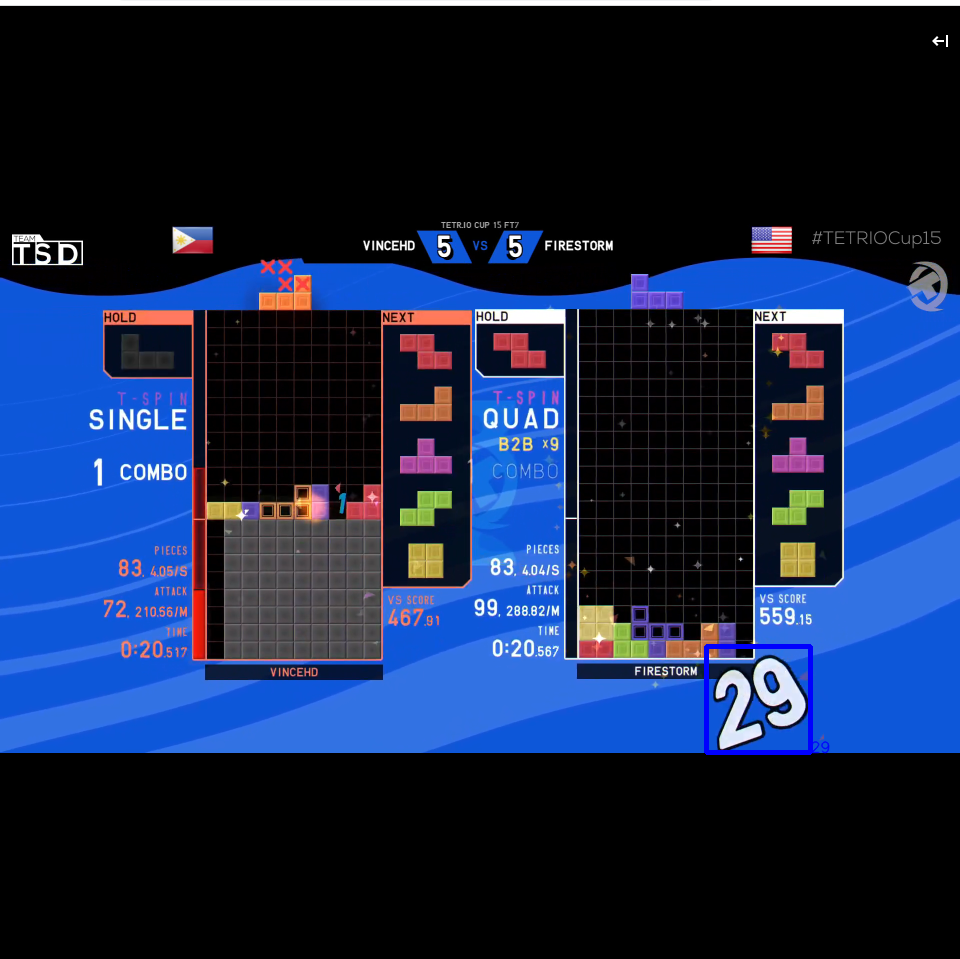 TETR.IO CUP 15 FT7
TEAM
TSD
VINCEHD 5 VS 5 FIRESTORM
#TETRIOCup15
HOLD
NEXT
HOLD
NEXT
T-SPIN
SINGLE
1 COMBO
PIECES
83, 4.05/S
ATTACK
72, 210.56/M
TIME
0:20.517
VS SCORE
467.91
VINCEHD
1
T-SPIN
QUAD
B2B x9
COMBO
PIECES
83, 4.04/S
ATTACK
99, 288.82/M
TIME
0:20.567
VS SCORE
559.15
FIRESTORM
29
29